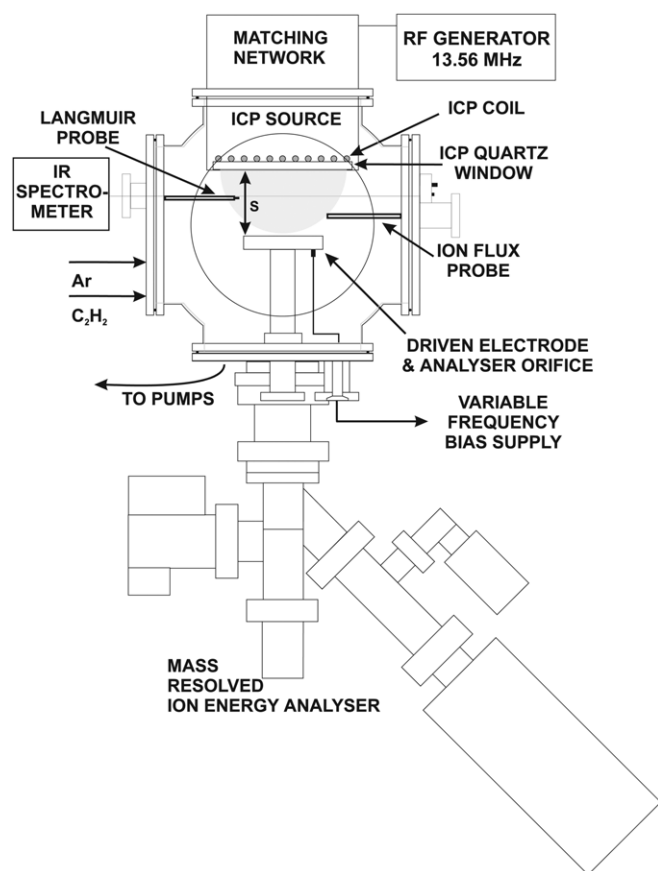 MATCHING
NETWORK
RF GENERATOR
13.56 MHz
LANGMUIR
PROBE
ICP SOURCE
ICP COIL
ICP QUARTZ
WINDOW
IR
SPECTRO-
METER
S
ION FLUX
PROBE
Ar
C₂H₂
DRIVEN ELECTRODE
& ANALYSER ORIFICE
TO PUMPS
VARIABLE
FREQUENCY
BIAS SUPPLY
MASS
RESOLVED
ION ENERGY ANALYSER